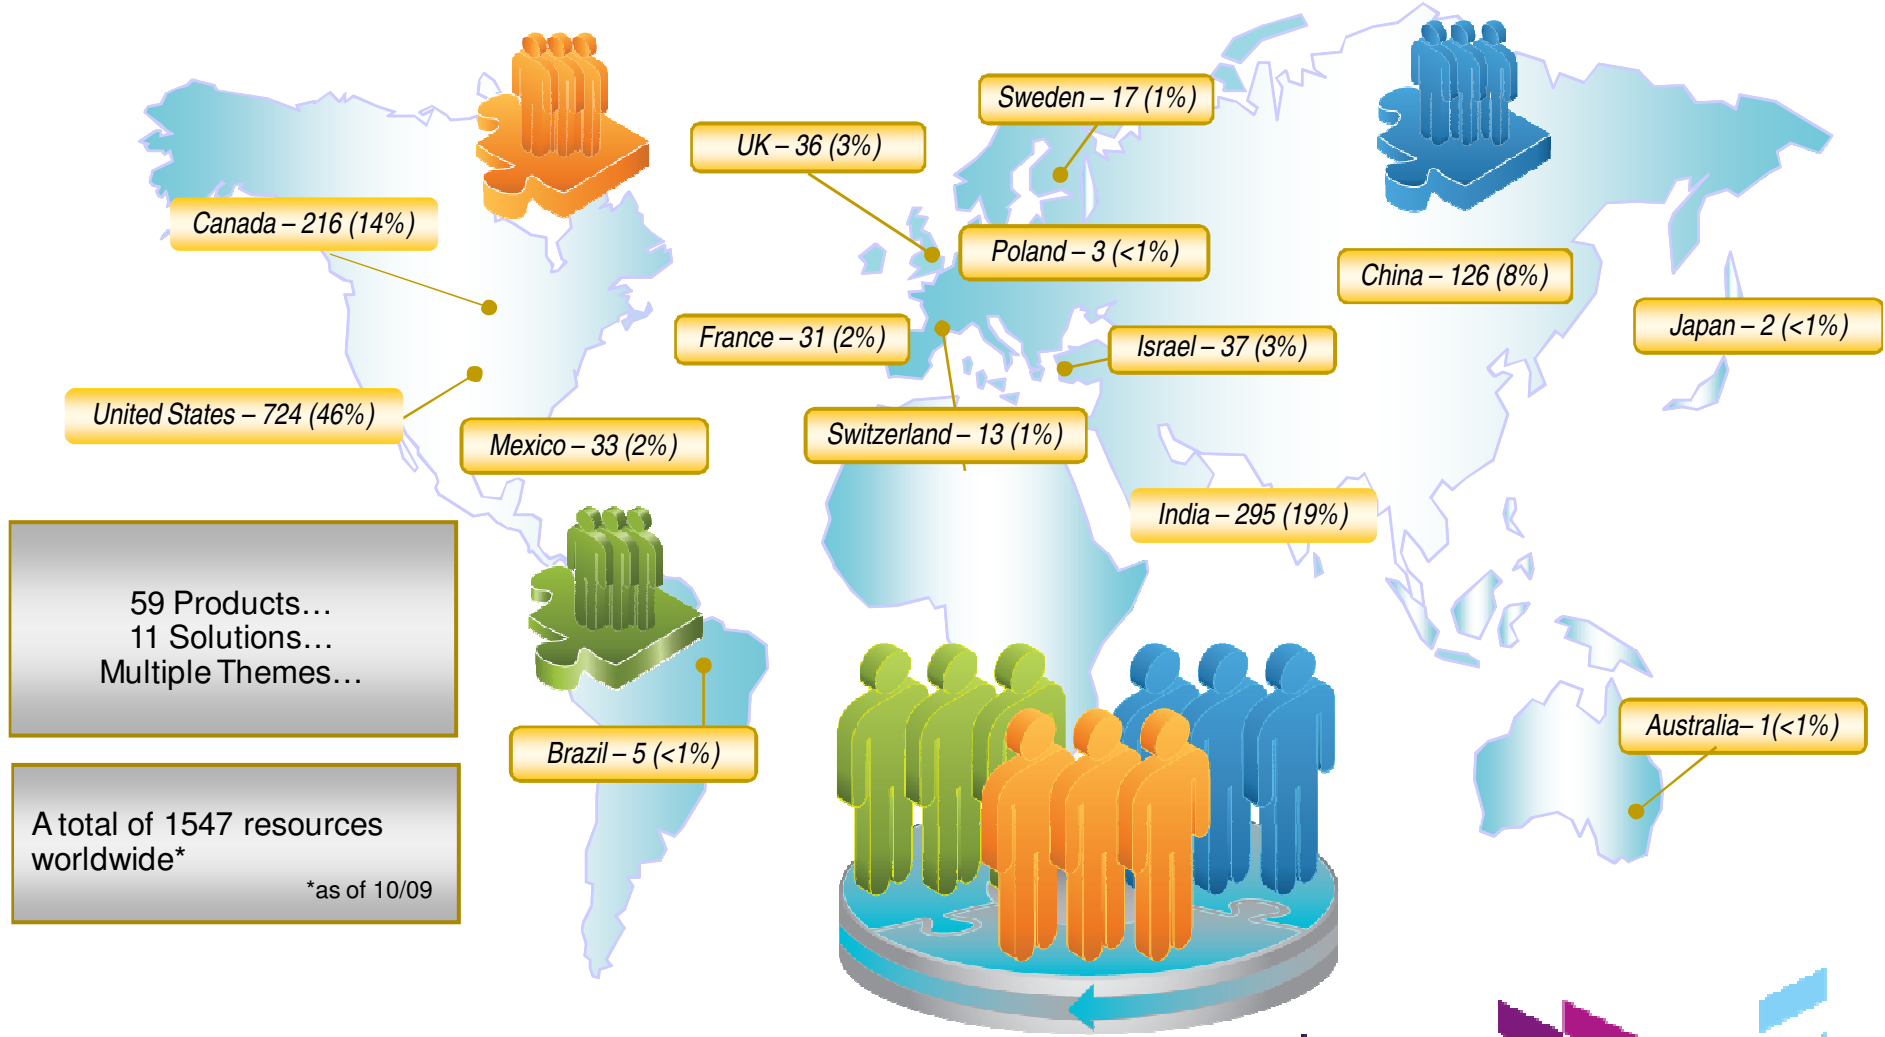 Sweden – 17 (1%)
UK – 36 (3%)
Canada – 216 (14%)
Poland – 3 (<1%)
China – 126 (8%)
Japan – 2 (<1%)
France – 31 (2%)
Israel – 37 (3%)
United States – 724 (46%)
Mexico – 33 (2%)
Switzerland – 13 (1%)
India – 295 (19%)
59 Products…
11 Solutions…
Multiple Themes…
Brazil – 5 (<1%)
Australia– 1(<1%)
A total of 1547 resources
worldwide*
*as of 10/09